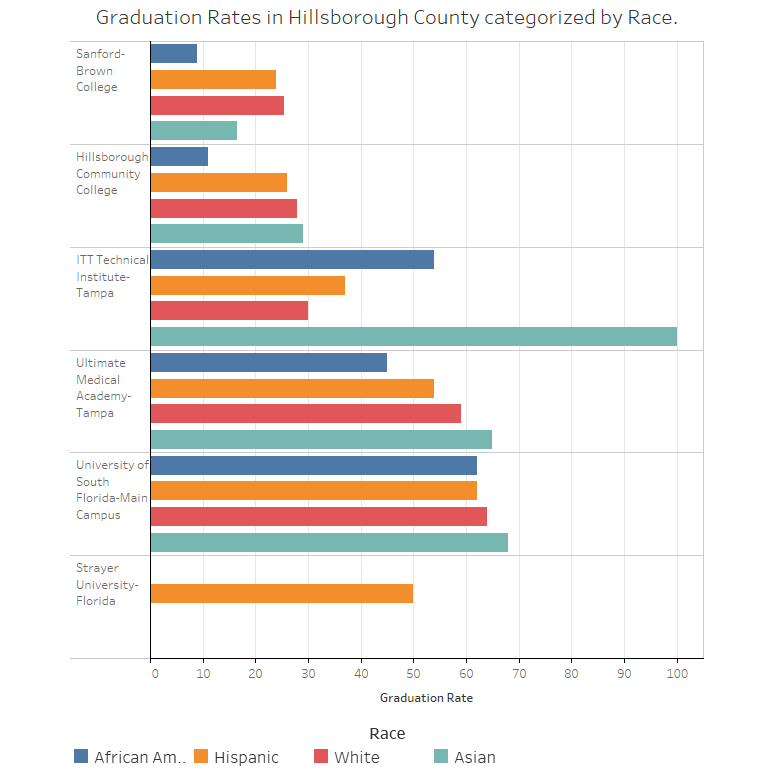 Graduation Rates in Hillsborough County categorized by Race.
Sanford-
Brown
College
Hillsborough
Community
College
ITT Technical
Institute-
Tampa
Ultimate
Medical
Academy-
Tampa
University of
South
Florida-Main
Campus
Strayer
University-
Florida
0 10 20 30 40 50 60 70 80 90 100
Graduation Rate
Race
African Am.. Hispanic White Asian